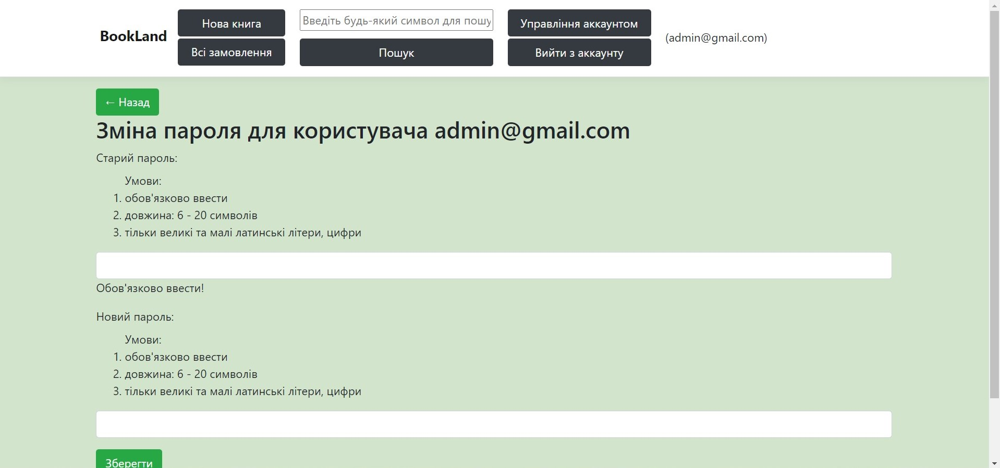 BookLand
Нова книга
Всі замовлення
Введіть будь-який символ для пошу
Пошук
Управління аккаунтом
Вийти з аккаунту
(admin@gmail.com)
← Назад
Зміна пароля для користувача admin@gmail.com
Старий пароль:
Умови:
1. обов'язково ввести
2. довжина: 6 - 20 символів
3. тільки великі та малі латинські літери, цифри
Обов'язково ввести!
Новий пароль:
Умови:
1. обов'язково ввести
2. довжина: 6 - 20 символів
3. тільки великі та малі латинські літери, цифри
Зберегти